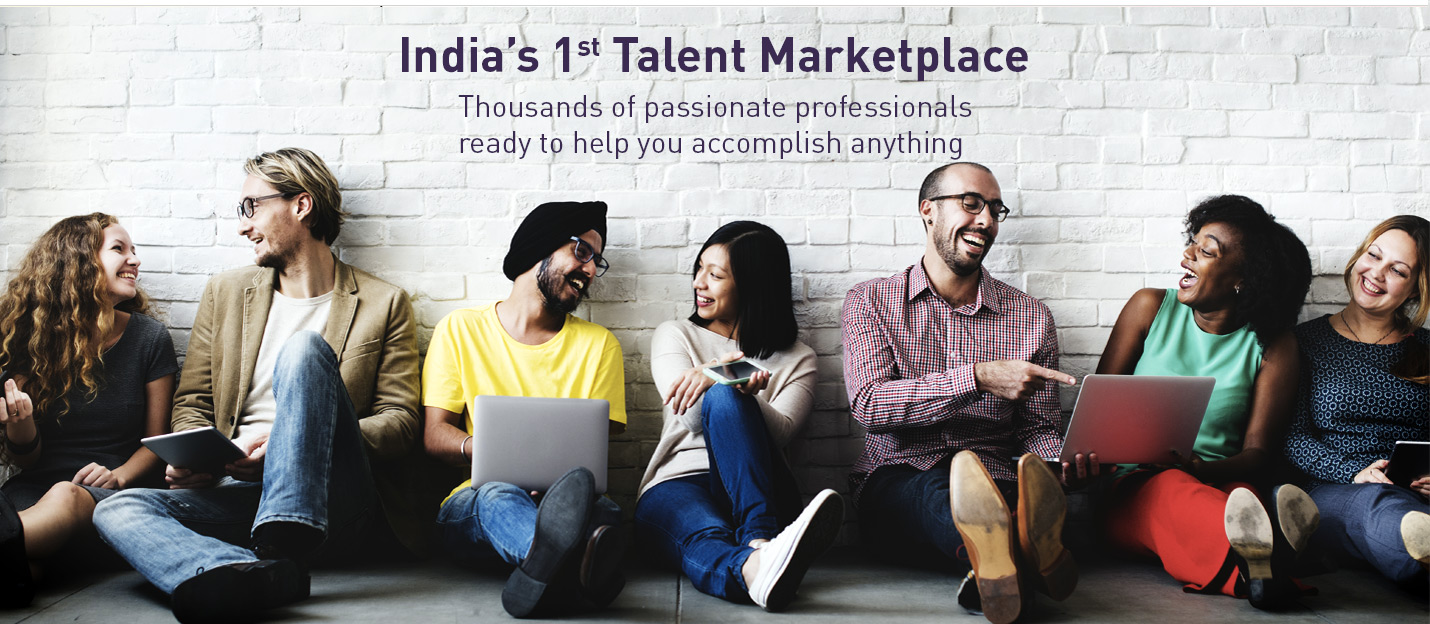 India’s 1st Talent Marketplace
Thousands of passionate professionals
ready to help you accomplish anything